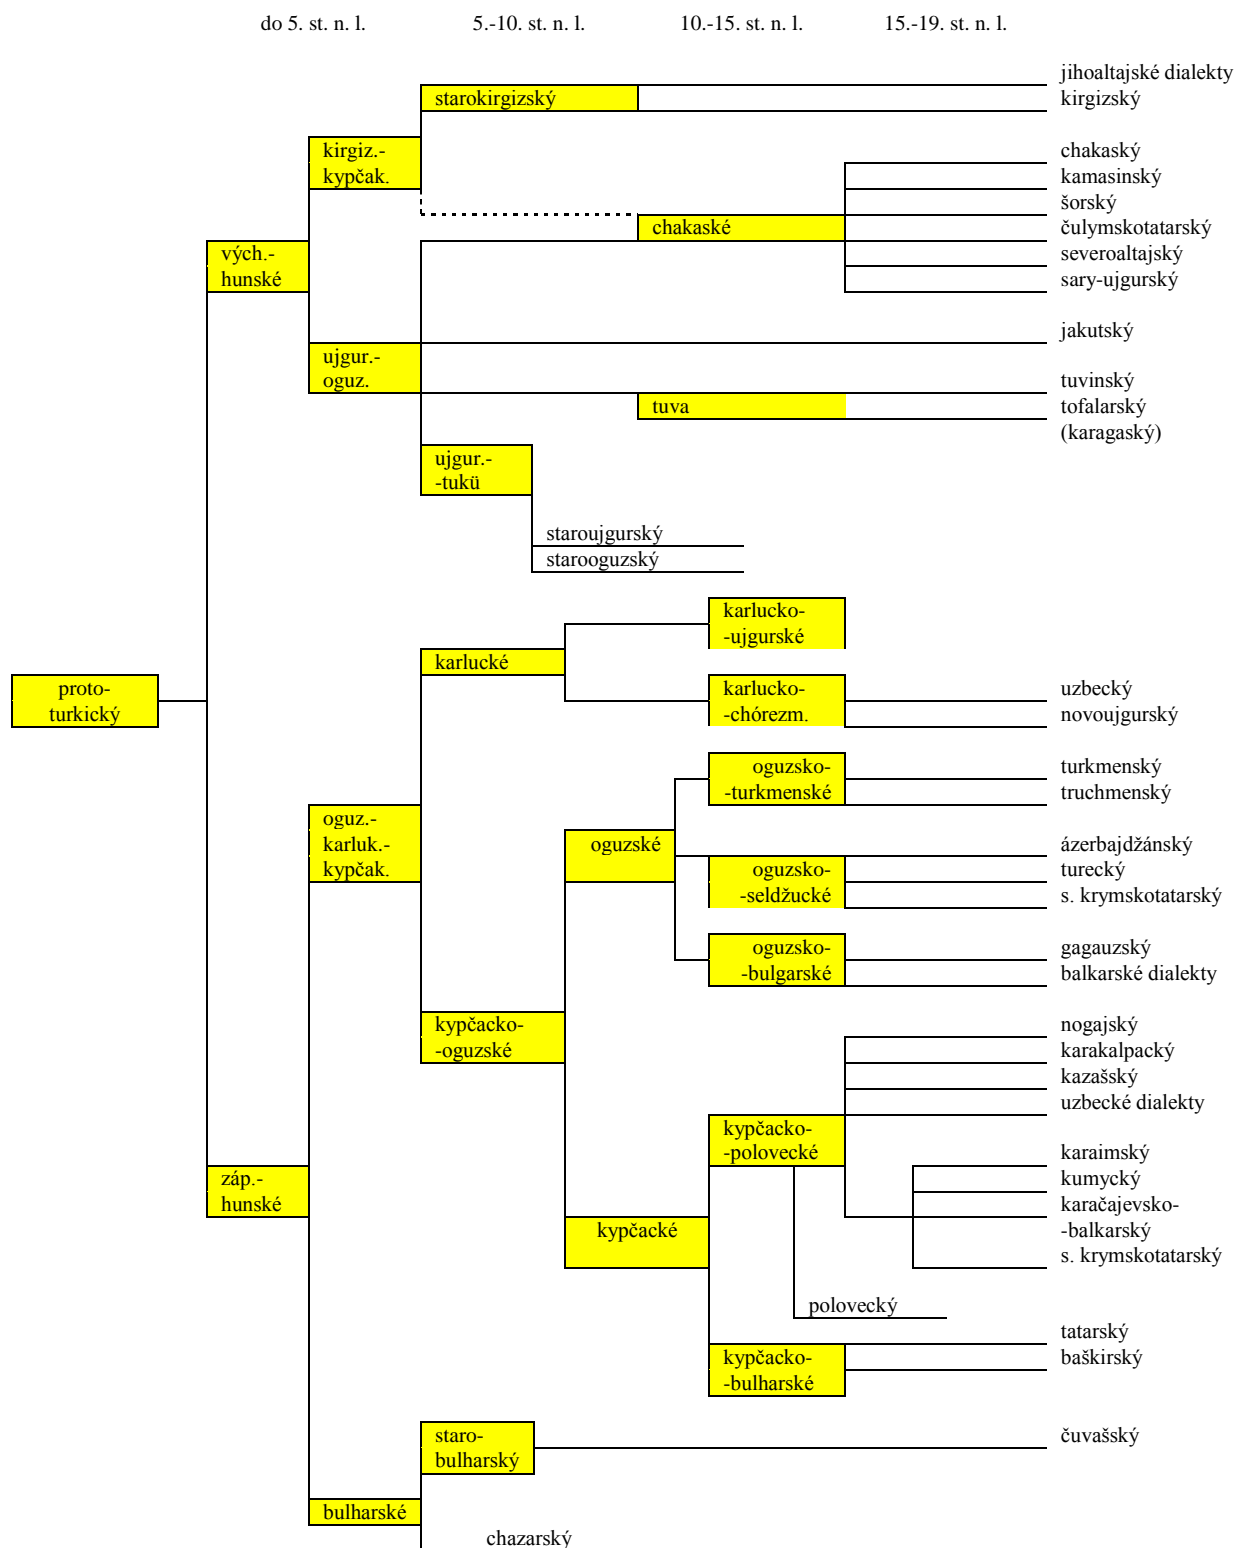 do 5. st. n. l.
5.-10. st. n. l.
10.-15. st. n. l.
15.-19. st. n. l.
jihoaltajské dialekty
starokirgizský
kirgizský
kirgiz.-
kypčak.
chakaský
kamasinský
šorský
chakaské
čulymskotatarský
vých.-
hunské
severoaltajský
sary-ujgurský
jakutský
ujgur.-
oguz.
tuvinský
tuva
tofalarský
(karagaský)
ujgur.-
-tukü
staroujgurský
starooguzský
karlucko-
-ujgurské
karlucké
proto-
turkický
karlucko-
-chórezm.
uzbecký
novoujgurský
oguzsko-
-turkmenské
turkmenský
truchmenský
oguz.-
karluk.-
kypčak.
oguzské
ázerbajdžánský
oguzsko-
-seldžucké
turecký
s. krymskotatarský
oguzsko-
-bulgarské
gagauzský
balkarské dialekty
kypčacko-
-oguzské
nogajský
karakalpacký
kazašský
uzbecké dialekty
kypčacko-
-polovecké
karaimský
záp.-
hunské
kumycký
karačajevsko-
-balkarský
kypčacké
s. krymskotatarský
polovecký
tatarský
kypčacko-
-bulharské
baškirský
staro-
bulharský
čuvašský
bulharské
chazarský